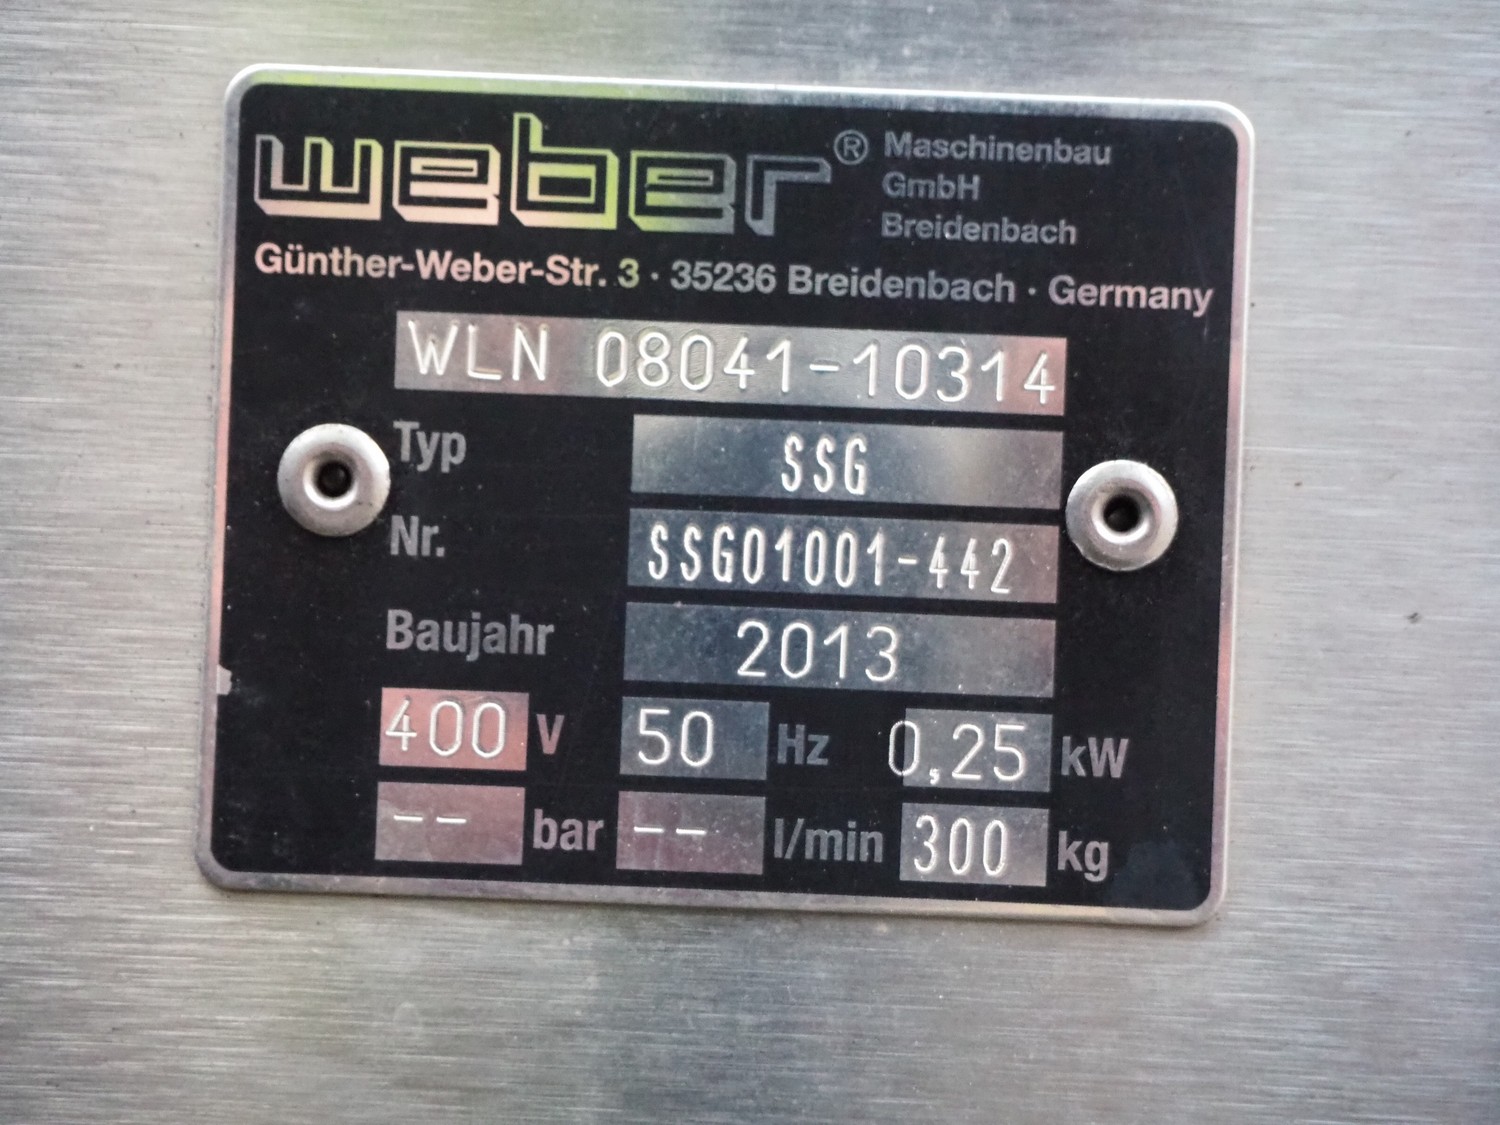 weber® Maschinenbau
GmbH
Breidenbach
Günther-Weber-Str. 3 · 35236 Breidenbach · Germany
WLN 08041-10314
Typ SSG
Nr. SSG01001-442
Baujahr 2013
400 V 50 Hz 0,25 kW
-- bar -- l/min 300 kg